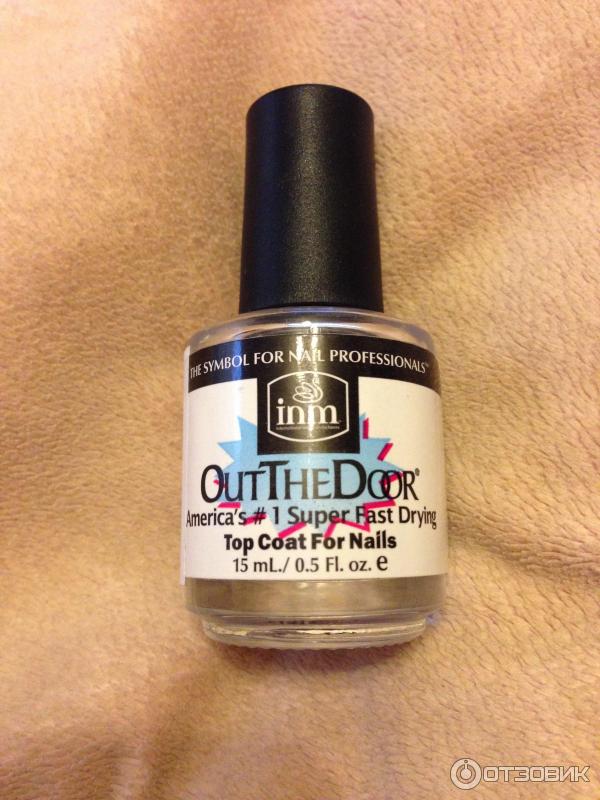 THE SYMBOL FOR NAIL PROFESSIONALS™
inm
OUTTHEDOOR®
America's #1 Super Fast Drying
Top Coat For Nails
15 mL./ 0.5 Fl. oz. e
ОТЗОВИК